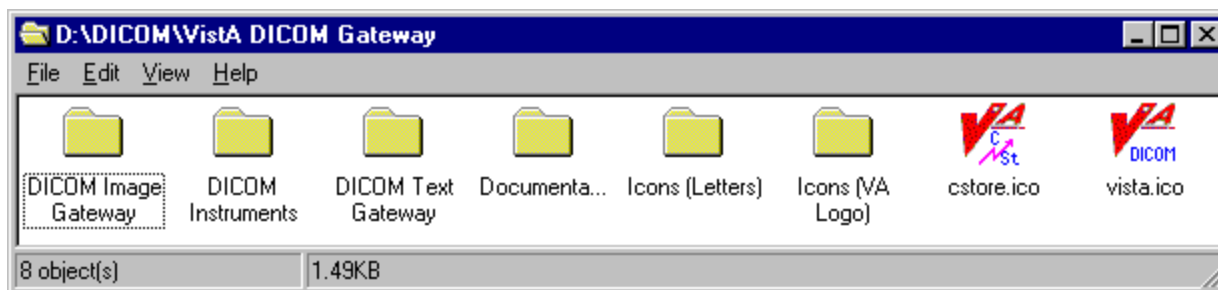 D:\DICOM\VistA DICOM Gateway
File Edit View Help
VA C St
VA DICOM
DICOM Image Gateway
DICOM Instruments
DICOM Text Gateway
Documenta...
Icons (Letters)
Icons (VA Logo)
cstore.ico
vista.ico
8 object(s)
1.49KB